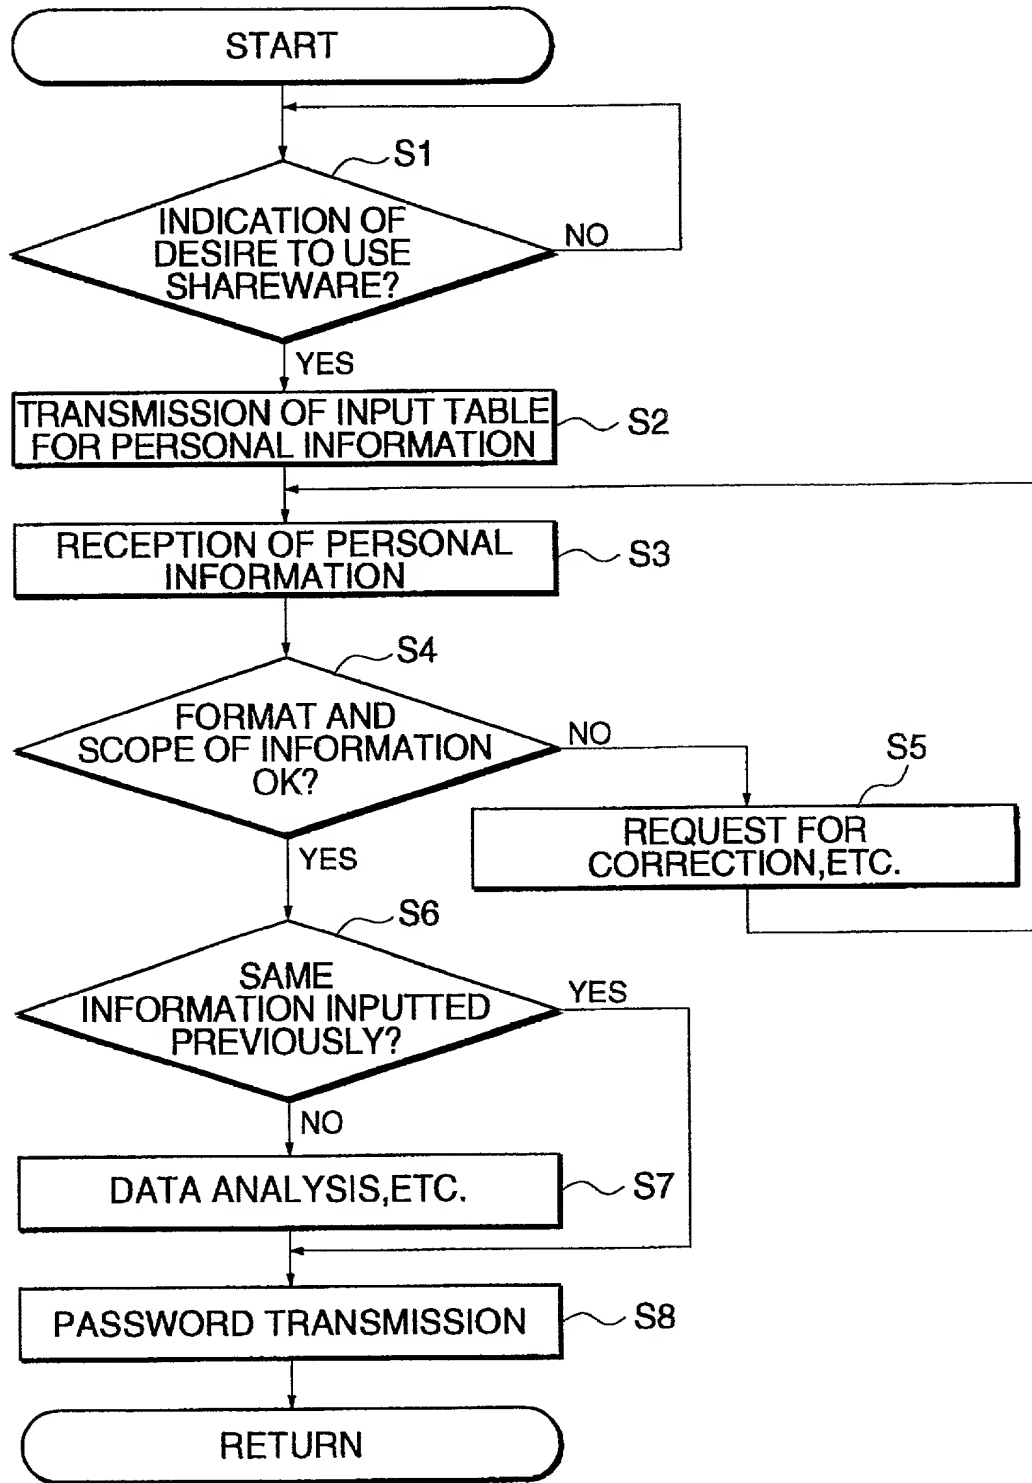 START
S1
INDICATION OF
DESIRE TO USE
SHAREWARE?
NO
YES
TRANSMISSION OF INPUT TABLE
FOR PERSONAL INFORMATION
S2
RECEPTION OF PERSONAL
INFORMATION
S3
S4
FORMAT AND
SCOPE OF INFORMATION
OK?
NO
S5
REQUEST FOR
CORRECTION,ETC.
YES
S6
SAME
INFORMATION INPUTTED
PREVIOUSLY?
YES
NO
DATA ANALYSIS,ETC.
S7
PASSWORD TRANSMISSION
S8
RETURN